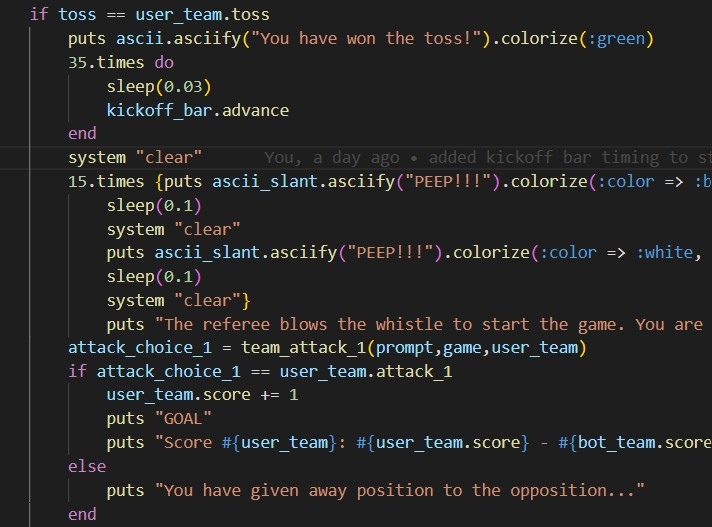 if toss == user_team.toss
puts ascii.asciify("You have won the toss!").colorize(:green)
35.times do
sleep(0.03)
kickoff_bar.advance
end
system "clear" You, a day ago • added kickoff bar timing to st
15.times {puts ascii_slant.asciify("PEEP!!!").colorize(:color => :b
sleep(0.1)
system "clear"
puts ascii_slant.asciify("PEEP!!!").colorize(:color => :white,
sleep(0.1)
system "clear"}
puts "The referee blows the whistle to start the game. You are
attack_choice_1 = team_attack_1(prompt,game,user_team)
if attack_choice_1 == user_team.attack_1
user_team.score += 1
puts "GOAL"
puts "Score #{user_team}: #{user_team.score} - #{bot_team.score
else
puts "You have given away position to the opposition..."
end